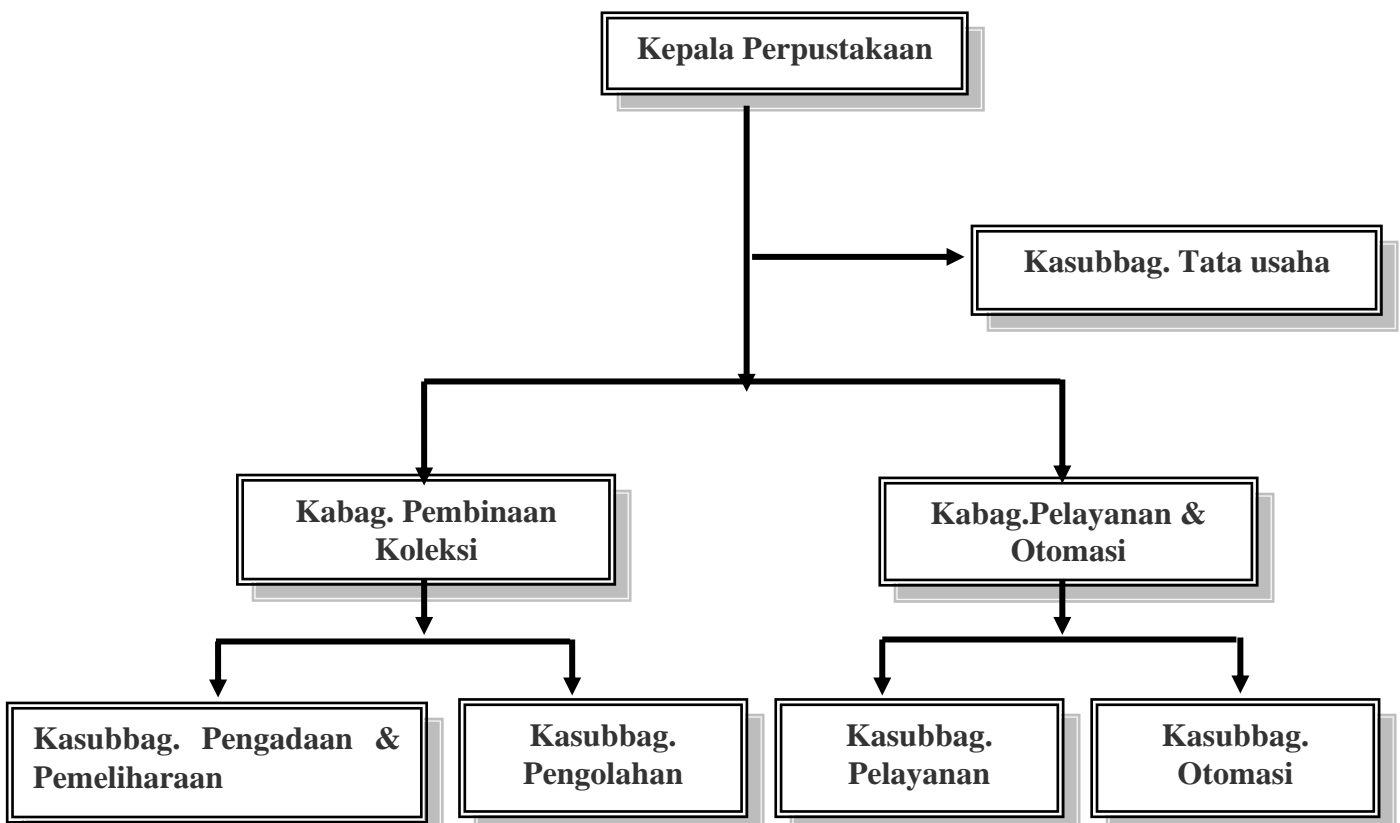 Kepala Perpustakaan
Kasubbag. Tata usaha
Kabag. Pembinaan
Koleksi
Kabag.Pelayanan &
Otomasi
Kasubbag. Pengadaan &
Pemeliharaan
Kasubbag.
Pengolahan
Kasubbag.
Pelayanan
Kasubbag.
Otomasi